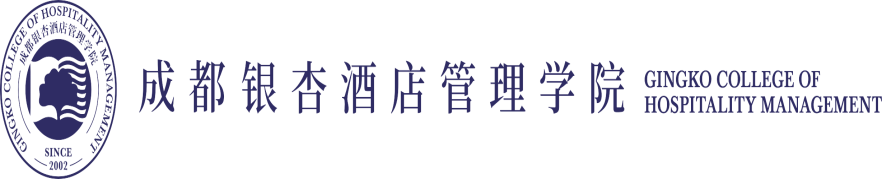 GINGKO COLLEGE OF HOSPITALITY MANAGEMENT
成都银杏酒店管理学院
SINCE
2002
成都银杏酒店管理学院
GINGKO COLLEGE OF
HOSPITALITY MANAGEMENT